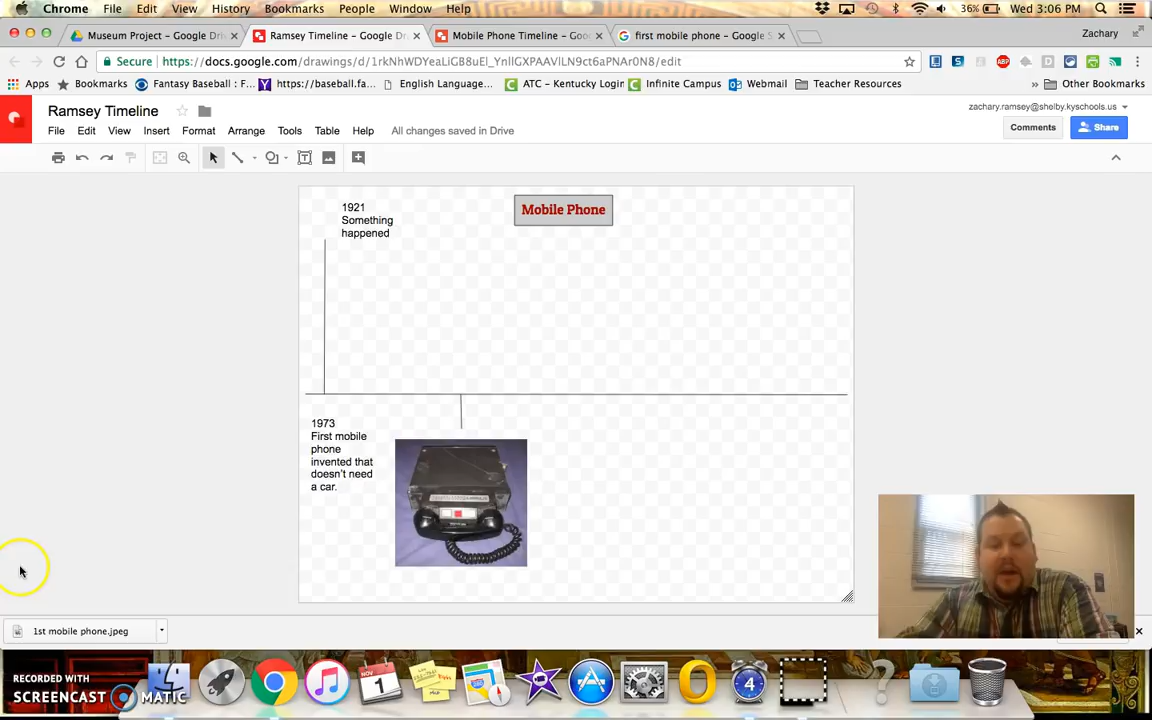 Chrome File Edit View History Bookmarks People Window Help 36% Wed 3:06 PM
Museum Project - Google Dri Ramsey Timeline - Google Dr Mobile Phone Timeline - Goo first mobile phone - Google S Zachary
Secure https://docs.google.com/drawings/d/1rkNhWDYeaLiGB8uEl_YnllGXPAAVlLN9ct6aPNAr0N8/edit
Apps Bookmarks Fantasy Baseball : F... https://baseball.fa... English Language... ATC - Kentucky Login Infinite Campus Webmail Teacher Resources » Other Bookmarks
Ramsey Timeline
zachary.ramsey@shelby.kyschools.us
File Edit View Insert Format Arrange Tools Table Help All changes saved in Drive
Comments Share
1921
Something
happened
Mobile Phone
1973
First mobile
phone
invented that
doesn't need
a car.
1st mobile phone.jpeg
RECORDED WITH
SCREENCAST MATIC
NOV
1
4